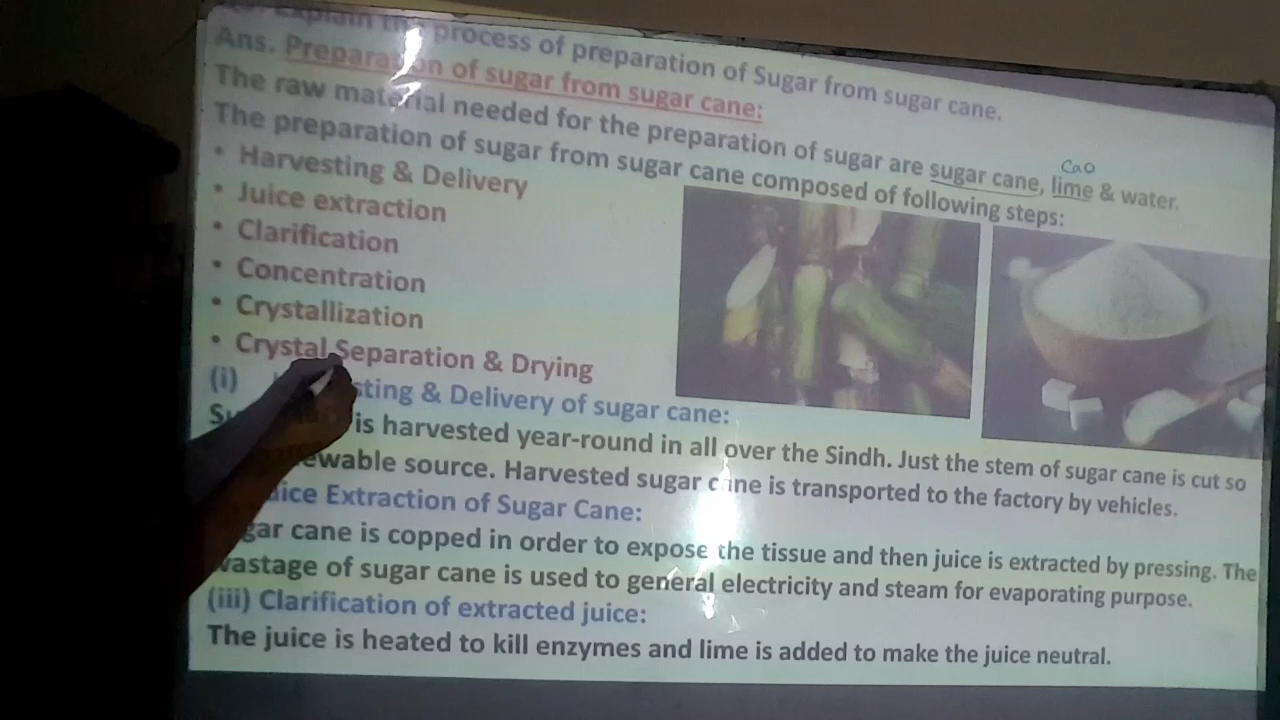 Explain the process of preparation of Sugar from sugar cane.
Ans. Preparation of sugar from sugar cane:
The raw material needed for the preparation of sugar are sugar cane, lime & water.
CaO
The preparation of sugar from sugar cane composed of following steps:
• Harvesting & Delivery
• Juice extraction
• Clarification
• Concentration
• Crystallization
• Crystal Separation & Drying
(i) sting & Delivery of sugar cane:
is harvested year-round in all over the Sindh. Just the stem of sugar cane is cut so
ewable source. Harvested sugar cane is transported to the factory by vehicles.
uice Extraction of Sugar Cane:
gar cane is copped in order to expose the tissue and then juice is extracted by pressing. The
wastage of sugar cane is used to general electricity and steam for evaporating purpose.
(iii) Clarification of extracted juice:
The juice is heated to kill enzymes and lime is added to make the juice neutral.